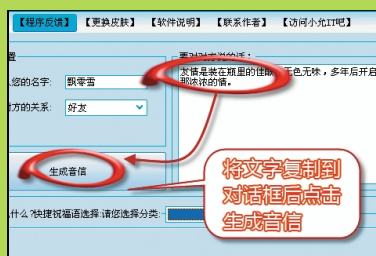 【程序反馈】 【更换皮肤】 【软件说明】 【联系作者】 【访问小允IT吧】
置
要对对方说的话：
入您的名字： 飘零雪
友情是装在瓶里的佳酿，无色无味，多年后开启
那浓浓的情。
对方的关系： 好友
生成音信
将文字复制到
对话框后点击
生成音信
什么?快捷祝福语选择:请您选择分类: